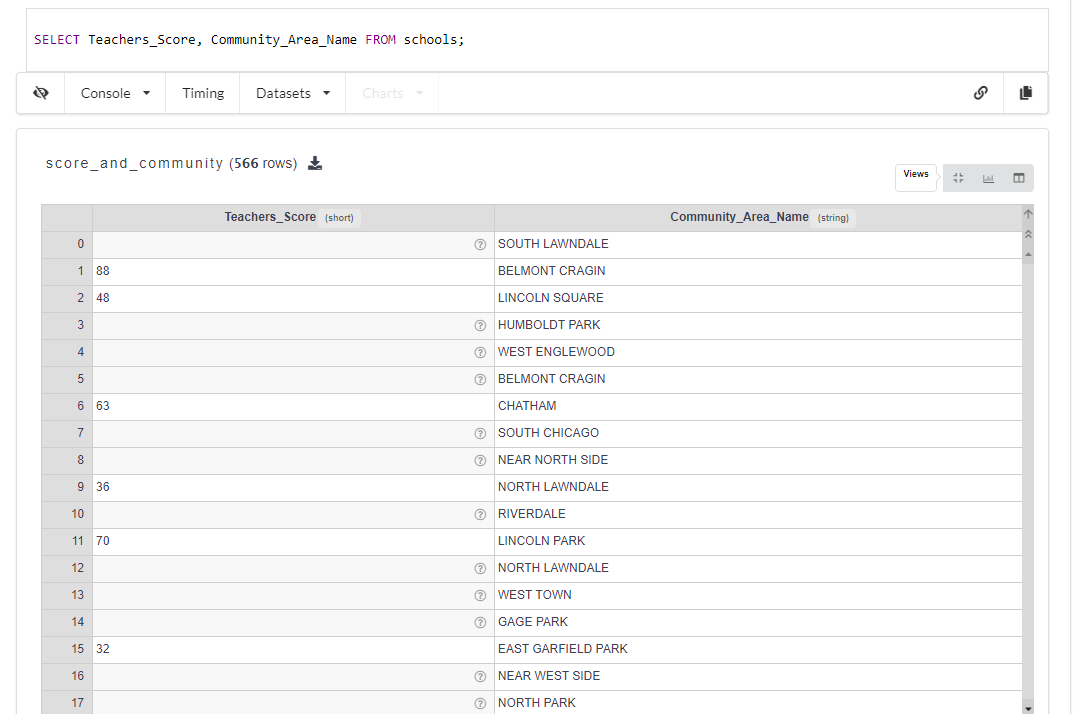 SELECT Teachers_Score, Community_Area_Name FROM schools;
Console Timing Datasets Charts
score_and_community (566 rows)
Views
Teachers_Score (short) Community_Area_Name (string)
0 ? SOUTH LAWNDALE
1 88 BELMONT CRAGIN
2 48 LINCOLN SQUARE
3 ? HUMBOLDT PARK
4 ? WEST ENGLEWOOD
5 ? BELMONT CRAGIN
6 63 CHATHAM
7 ? SOUTH CHICAGO
8 ? NEAR NORTH SIDE
9 36 NORTH LAWNDALE
10 ? RIVERDALE
11 70 LINCOLN PARK
12 ? NORTH LAWNDALE
13 ? WEST TOWN
14 ? GAGE PARK
15 32 EAST GARFIELD PARK
16 ? NEAR WEST SIDE
17 ? NORTH PARK